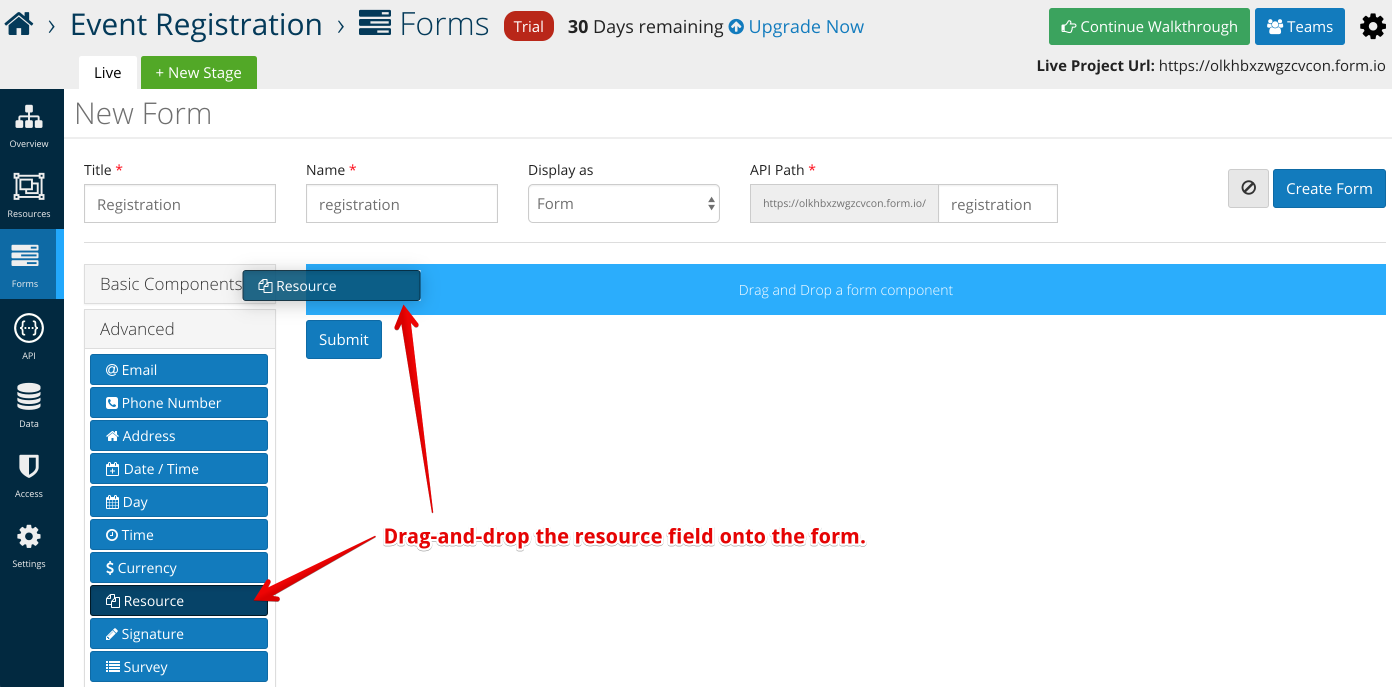 › Event Registration › Forms Trial 30 Days remaining Upgrade Now Continue Walkthrough Teams
Live + New Stage Live Project Url: https://olkhbxzwgzcvcon.form.io
New Form
Overview
Resources
Forms
API
Data
Access
Settings
Title * Name * Display as API Path *
Registration registration Form https://olkhbxzwgzcvcon.form.io/ registration Create Form
Basic Components Resource Drag and Drop a form component
Advanced Submit
@ Email
Phone Number
Address
Date / Time
Day
Time
Drag-and-drop the resource field onto the form.
$ Currency
Resource
Signature
Survey